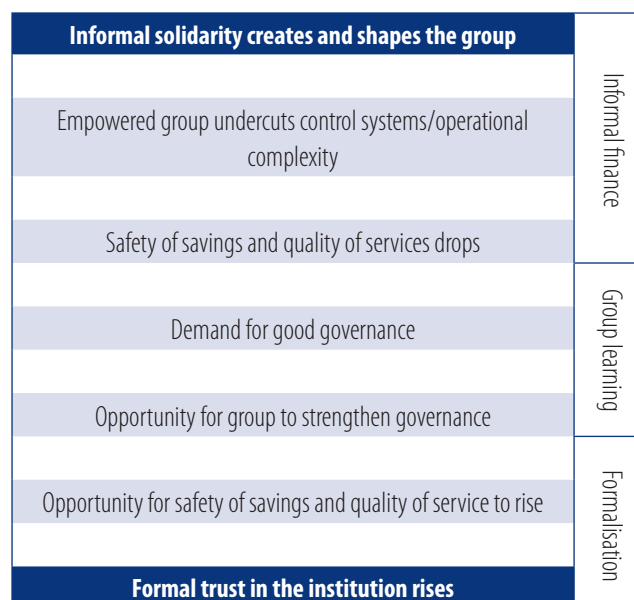 Informal solidarity creates and shapes the group
Empowered group undercuts control systems/operational
complexity
Safety of savings and quality of services drops
Demand for good governance
Opportunity for group to strengthen governance
Opportunity for safety of savings and quality of service to rise
Formal trust in the institution rises
Informal finance
Group learning
Formalisation